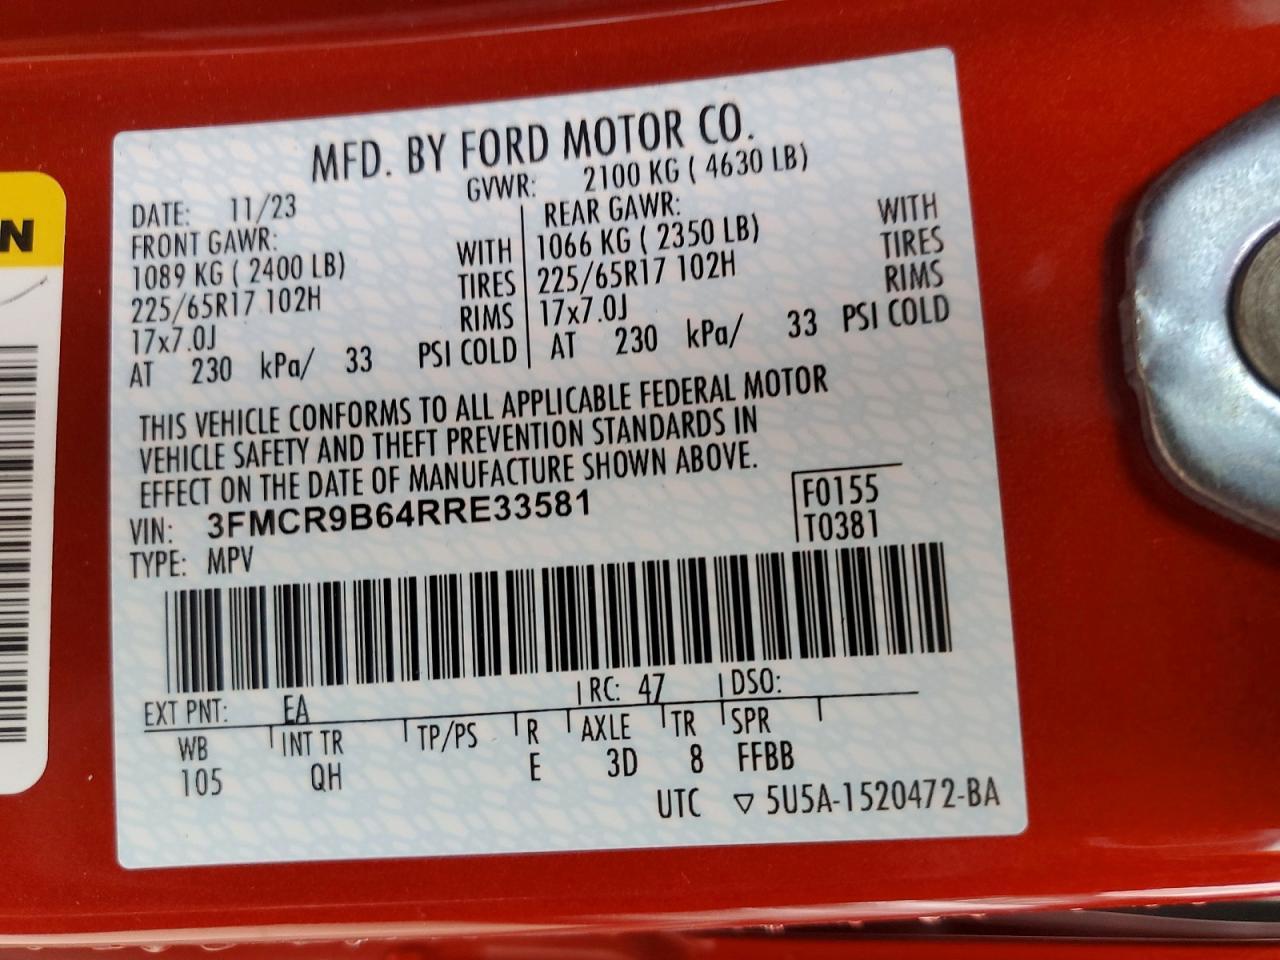 N
MFD. BY FORD MOTOR CO.
DATE: 11/23 GVWR: 2100 KG ( 4630 LB)
FRONT GAWR: REAR GAWR:
1089 KG ( 2400 LB) WITH 1066 KG ( 2350 LB) WITH
225/65R17 102H TIRES 225/65R17 102H TIRES
17x7.0J RIMS 17x7.0J RIMS
AT 230 kPa/ 33 PSI COLD AT 230 kPa/ 33 PSI COLD
THIS VEHICLE CONFORMS TO ALL APPLICABLE FEDERAL MOTOR
VEHICLE SAFETY AND THEFT PREVENTION STANDARDS IN
EFFECT ON THE DATE OF MANUFACTURE SHOWN ABOVE.
VIN: 3FMCR9B64RRE33581 F0155
TYPE: MPV T0381
EXT PNT: EA RC: 47 DSO:
WB INT TR TP/PS R AXLE TR SPR
105 QH E 3D 8 FFBB
UTC ▽ 5U5A-1520472-BA